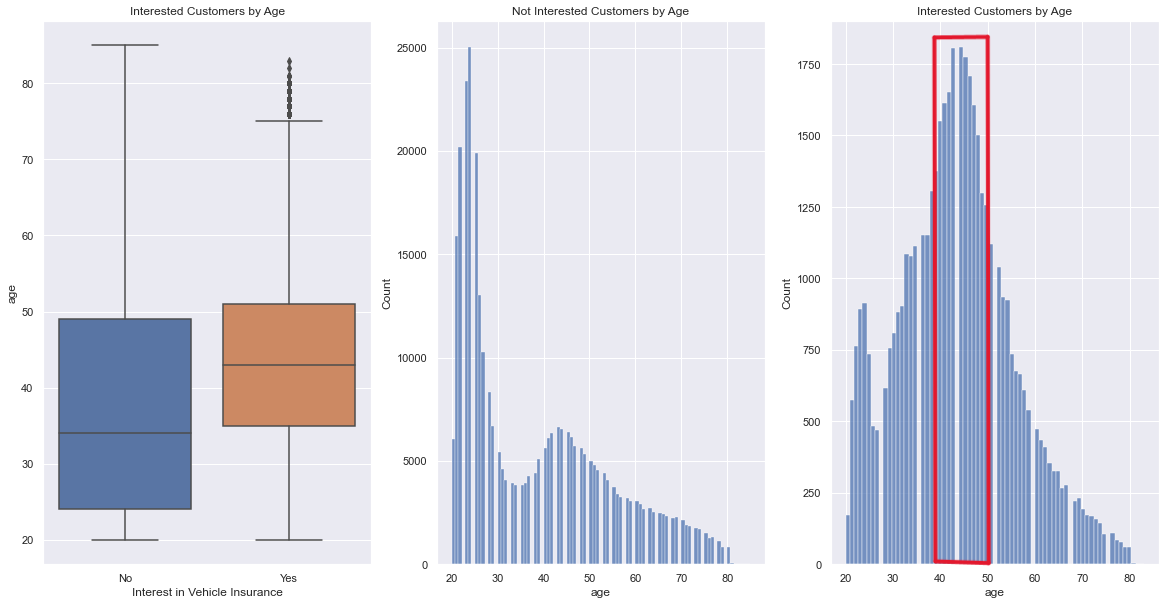 Interested Customers by Age
80
70
60
50
40
30
20
age
No Yes
Interest in Vehicle Insurance
Not Interested Customers by Age
25000
20000
15000
10000
5000
0
Count
20 30 40 50 60 70 80
age
Interested Customers by Age
1750
1500
1250
1000
750
500
250
0
Count
20 30 40 50 60 70 80
age